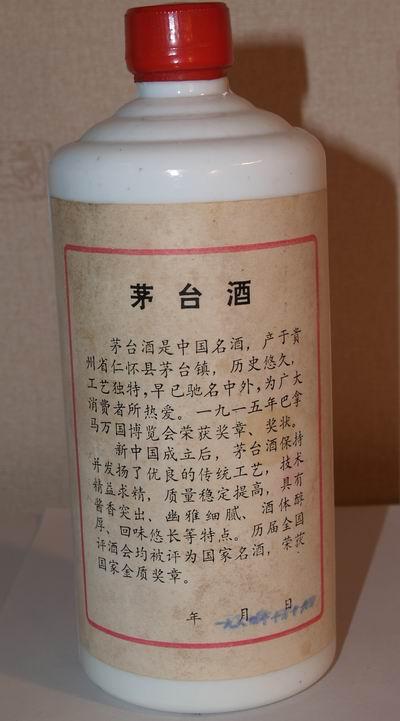 茅台酒
茅台酒是中国名酒，产于贵
州省仁怀县茅台镇，历史悠久，
工艺独特，早已驰名中外，为广大
消费者所热爱。一九一五年巴拿
马万国博览会荣获奖章、奖状。
新中国成立后，茅台酒保持
并发扬了优良的传统工艺，技术
精益求精，质量稳定提高，具有
酱香突出、幽雅细腻、酒体醇
厚、回味悠长等特点。历届全国
评酒会均被评为国家名酒，荣获
国家金质奖章。
年 月 日